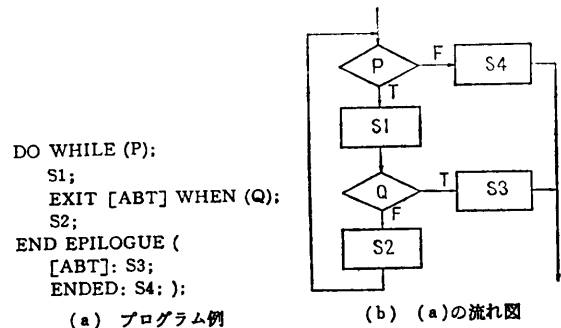 DO WHILE (P);
S1;
EXIT [ABT] WHEN (Q);
S2;
END EPILOGUE (
[ABT]: S3;
ENDED: S4; );
(a) プログラム例
P
F
S4
T
S1
Q
T
S3
F
S2
(b) (a)の流れ図